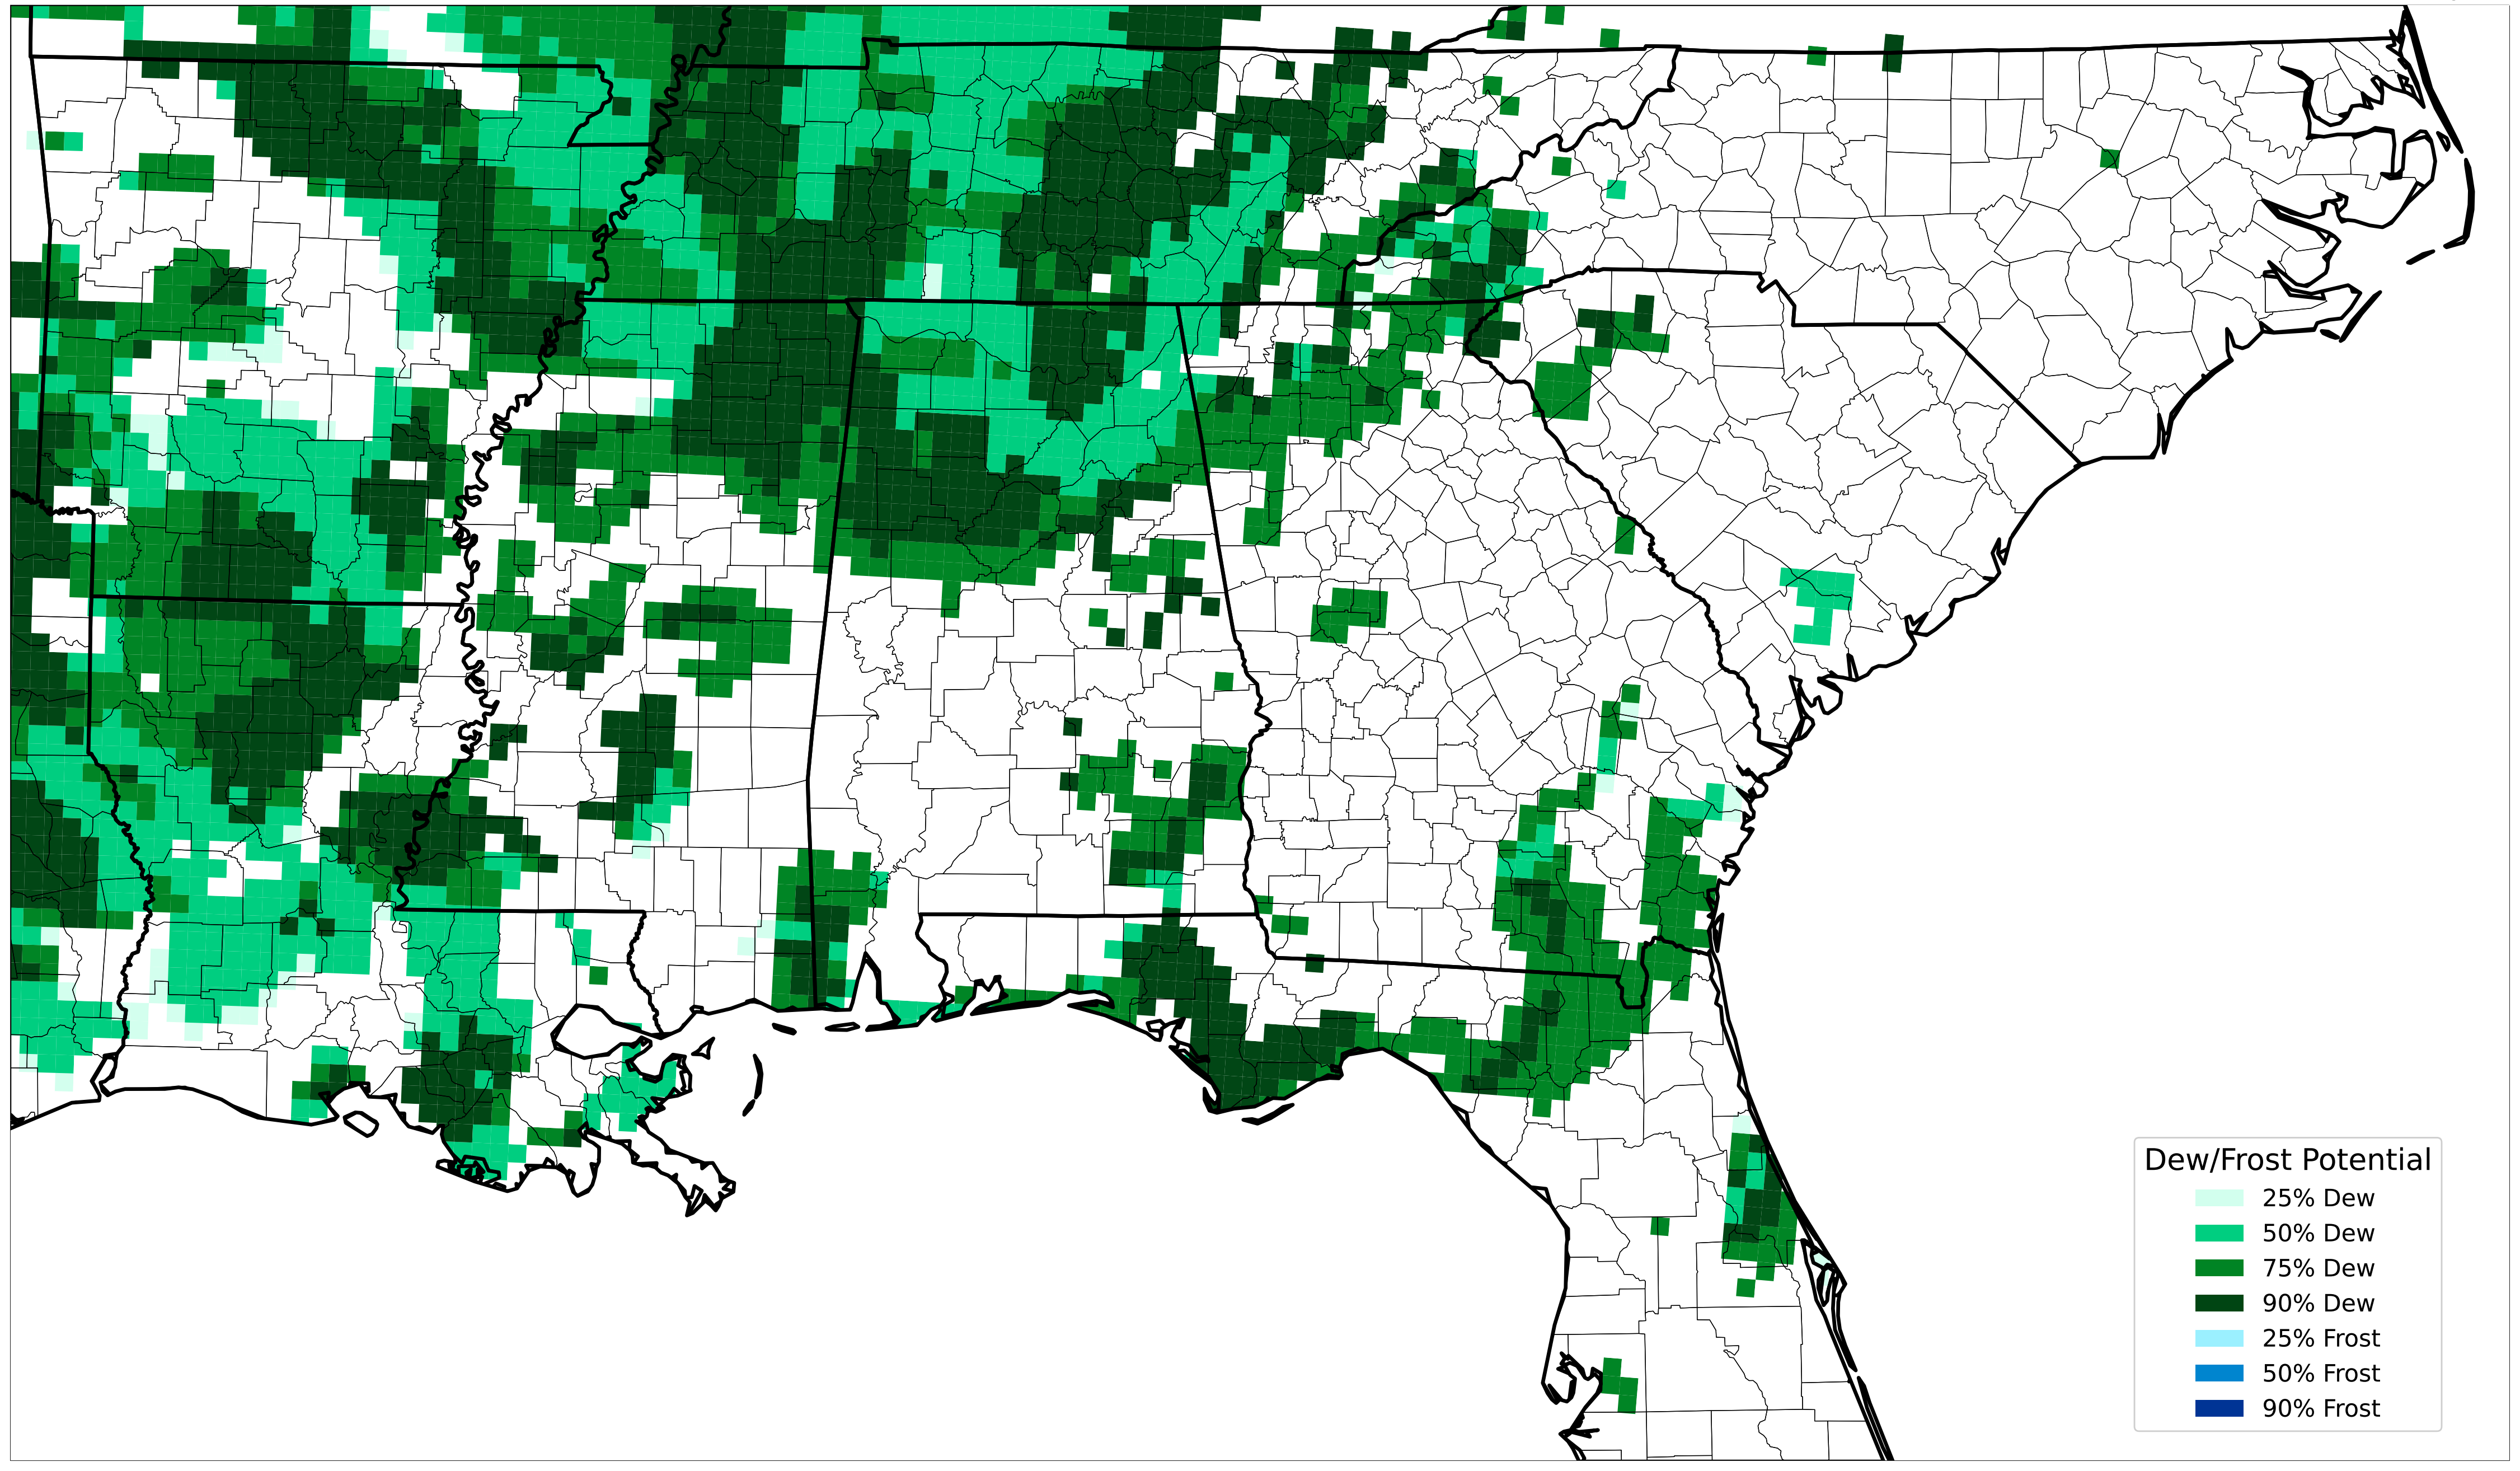 Dew/Frost Potential
25% Dew
50% Dew
75% Dew
90% Dew
25% Frost
50% Frost
90% Frost